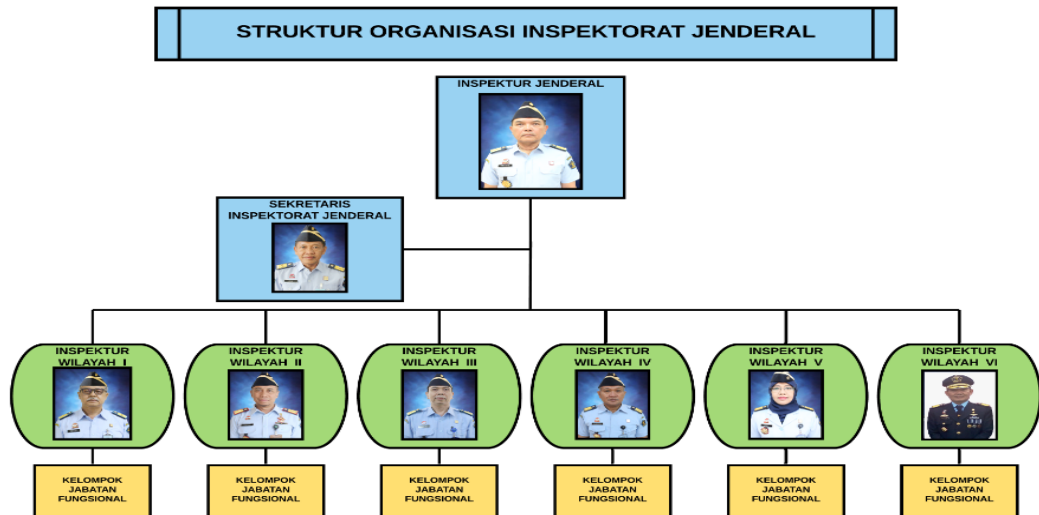 STRUKTUR ORGANISASI INSPEKTORAT JENDERAL
INSPEKTUR JENDERAL
SEKRETARIS
INSPEKTORAT JENDERAL
INSPEKTUR
WILAYAH I
INSPEKTUR
WILAYAH II
INSPEKTUR
WILAYAH III
INSPEKTUR
WILAYAH IV
INSPEKTUR
WILAYAH V
INSPEKTUR
WILAYAH VI
KELOMPOK
JABATAN
FUNGSIONAL
KELOMPOK
JABATAN
FUNGSIONAL
KELOMPOK
JABATAN
FUNGSIONAL
KELOMPOK
JABATAN
FUNGSIONAL
KELOMPOK
JABATAN
FUNGSIONAL
KELOMPOK
JABATAN
FUNGSIONAL